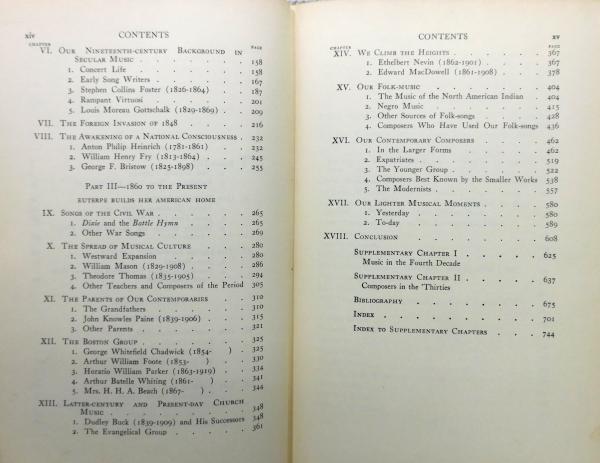 xiv CONTENTS
CHAPTER PAGE
VI. Our Nineteenth-century Background in
Secular Music . . . . . . 158
1. Concert Life . . . . . . 158
2. Early Song Writers . . . . . . 167
3. Stephen Collins Foster (1826-1864) . . . 187
4. Rampant Virtuosi . . . . . . 201
5. Louis Moreau Gottschalk (1829-1869) . . . 209
VII. The Foreign Invasion of 1848 . . . . 216
VIII. The Awakening of a National Consciousness . . 232
1. Anton Philip Heinrich (1781-1861) . . . 232
2. William Henry Fry (1813-1864) . . . . 245
3. George F. Bristow (1825-1898) . . . . 255
Part III—1860 to the Present
EUTERPE BUILDS HER AMERICAN HOME
IX. Songs of the Civil War . . . . . 265
1. Dixie and the Battle Hymn . . . . 265
2. Other War Songs . . . . . . 269
X. The Spread of Musical Culture . . . . 280
1. Westward Expansion . . . . . 280
2. William Mason (1829-1908) . . . . 286
3. Theodore Thomas (1835-1905) . . . . 294
4. Other Teachers and Composers of the Period . 305
XI. The Parents of Our Contemporaries . . . 310
1. The Grandfathers . . . . . . 310
2. John Knowles Paine (1839-1906) . . . 315
3. Other Parents . . . . . . 321
XII. The Boston Group . . . . . . 325
1. George Whitefield Chadwick (1854- ) . . 325
2. Arthur William Foote (1853- ) . . . 330
3. Horatio William Parker (1863-1919) . . . 334
4. Arthur Batelle Whiting (1861- ) . . . 341
5. Mrs. H. H. A. Beach (1867- ) . . . 344
XIII. Latter-century and Present-Day Church
Music . . . . . . . 348
1. Dudley Buck (1839-1909) and His Successors . 348
2. The Evangelical Group . . . . . 361
CONTENTS xv
CHAPTER PAGE
XIV. We Climb the Heights . . . . . . 367
1. Ethelbert Nevin (1862-1901) . . . . 367
2. Edward MacDowell (1861-1908) . . . . 378
XV. Our Folk-music . . . . . . 404
1. The Music of the North American Indian . . 404
2. Negro Music . . . . . . 415
3. Other Sources of Folk-songs . . . . 428
4. Composers Who Have Used Our Folk-songs . 436
XVI. Our Contemporary Composers . . . . 462
1. In the Larger Forms . . . . . 462
2. Expatriates . . . . . . 519
3. The Younger Group . . . . . 522
4. Composers Best Known by the Smaller Works . 538
5. The Modernists . . . . . . 557
XVII. Our Lighter Musical Moments . . . . 580
1. Yesterday . . . . . . . 580
2. To-day . . . . . . . 589
XVIII. Conclusion . . . . . . . 608
Supplementary Chapter I . . . . . 625
Music in the Fourth Decade
Supplementary Chapter II . . . . . 637
Composers in the Thirties
Bibliography . . . . . . . 675
Index . . . . . . . . 701
Index to Supplementary Chapters . . . . 744